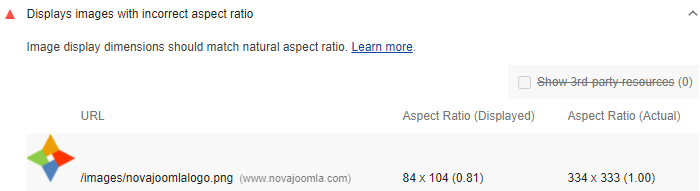 Displays images with incorrect aspect ratio
Image display dimensions should match natural aspect ratio. Learn more.
Show 3rd-party resources (0)
URL Aspect Ratio (Displayed) Aspect Ratio (Actual)
/images/novajoomlalogo.png (www.novajoomla.com) 84 x 104 (0.81) 334 x 333 (1.00)